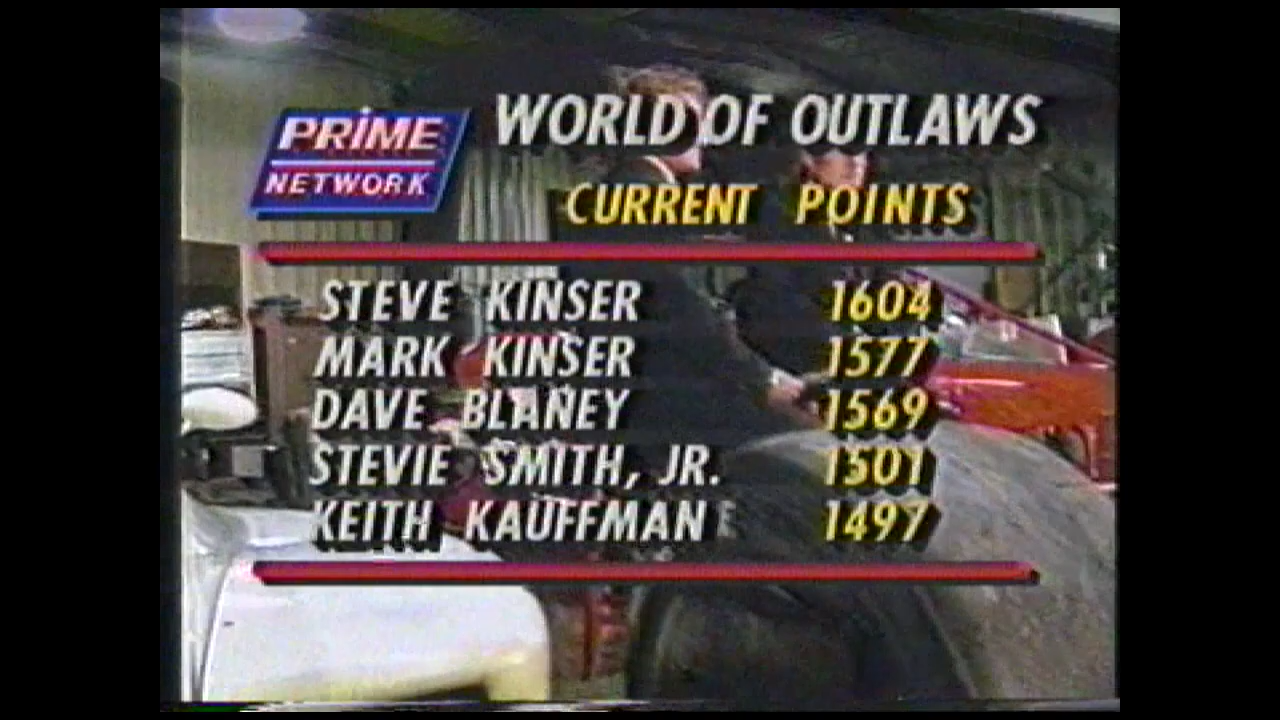 PRIME
NETWORK
WORLD OF OUTLAWS
CURRENT POINTS
STEVE KINSER 1604
MARK KINSER 1577
DAVE BLANEY 1569
STEVIE SMITH, JR. 1501
KEITH KAUFFMAN 1497